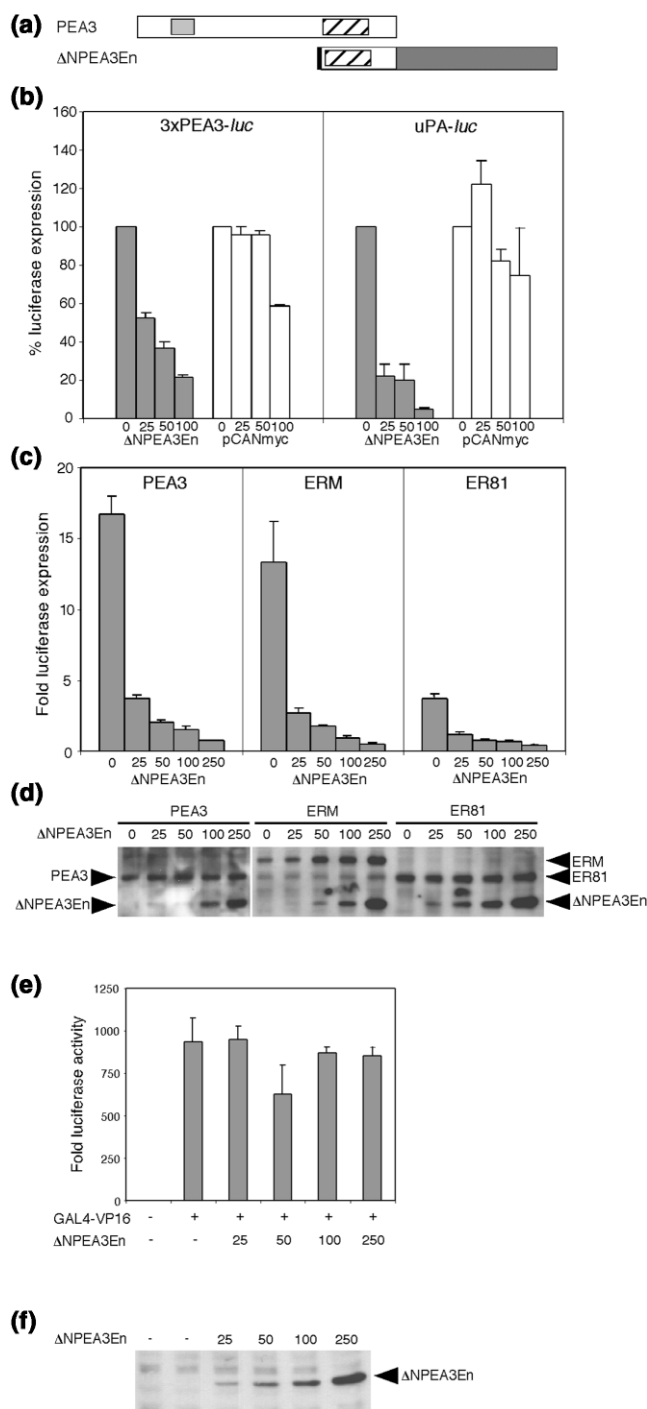 (a)
PEA3
ΔNPEA3En
(b)
3xPEA3-luc
uPA-luc
% luciferase expression
160
140
120
100
80
60
40
20
0
0 25 50 100 0 25 50 100 0 25 50 100 0 25 50 100
ΔNPEA3En pCANmyc ΔNPEA3En pCANmyc
(c)
PEA3 ERM ER81
Fold luciferase expression
20
15
10
5
0
0 25 50 100 250 0 25 50 100 250 0 25 50 100 250
ΔNPEA3En ΔNPEA3En ΔNPEA3En
(d)
PEA3 ERM ER81
ΔNPEA3En 0 25 50 100 250 0 25 50 100 250 0 25 50 100 250
ERM
PEA3 ER81
ΔNPEA3En ΔNPEA3En
(e)
Fold luciferase activity
1250
1000
750
500
250
0
GAL4-VP16 - + + + + +
ΔNPEA3En - - 25 50 100 250
(f)
ΔNPEA3En - - 25 50 100 250
ΔNPEA3En